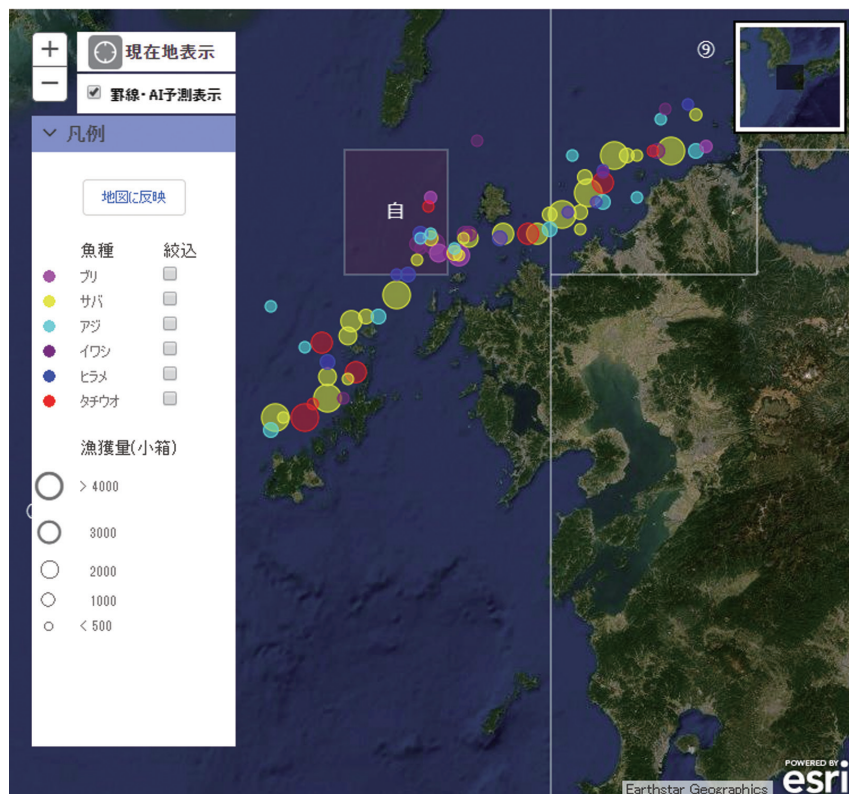 +
現在地表示
−
罫線・AI予測表示
凡例
地図に反映
魚種 絞込
ブリ
サバ
アジ
イワシ
ヒラメ
タチウオ
漁獲量(小箱)
> 4000
3000
2000
1000
< 500
⑨
自
POWERED BY
esri
Earthstar Geographics